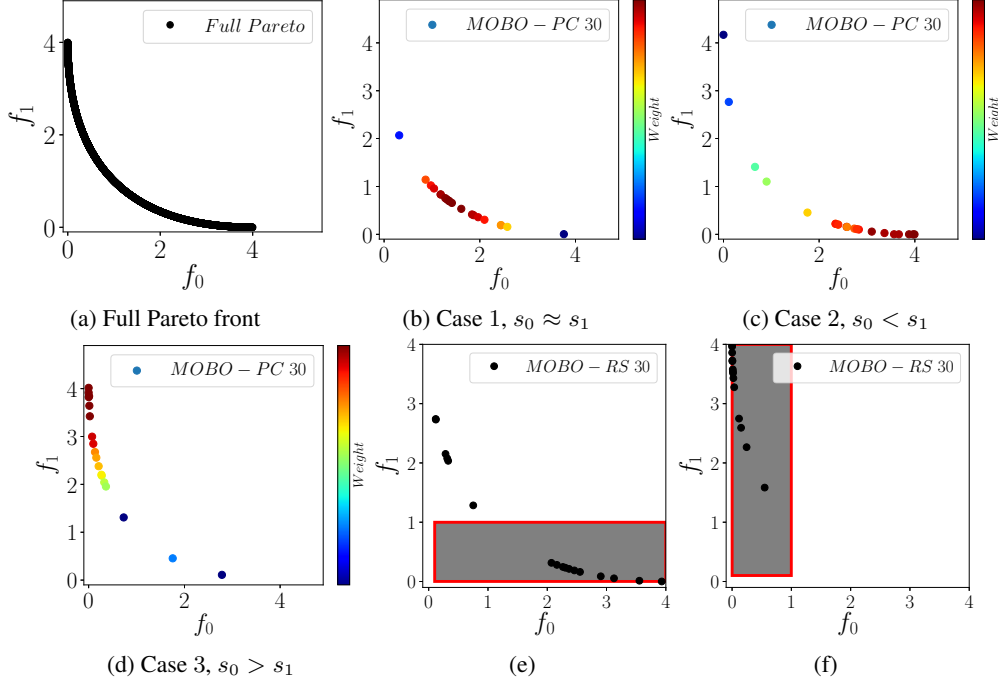 Full Pareto
f1
4
2
0
0
4
f0
(a) Full Pareto front
MOBO − PC 30
f1
4
3
2
1
0
0
2
4
f0
Weight
(b) Case 1, s0 ≈ s1
MOBO − PC 30
f1
4
3
2
1
0
0
2
4
f0
Weight
(c) Case 2, s0 < s1
MOBO − PC 30
f1
5
4
3
2
1
0
0
2
4
f0
Weight
(d) Case 3, s0 > s1
MOBO − RS 30
f1
4
3
2
1
0
0
1
2
3
4
f0
(e)
MOBO − RS 30
f1
4
3
2
1
0
0
1
2
3
4
f0
(f)